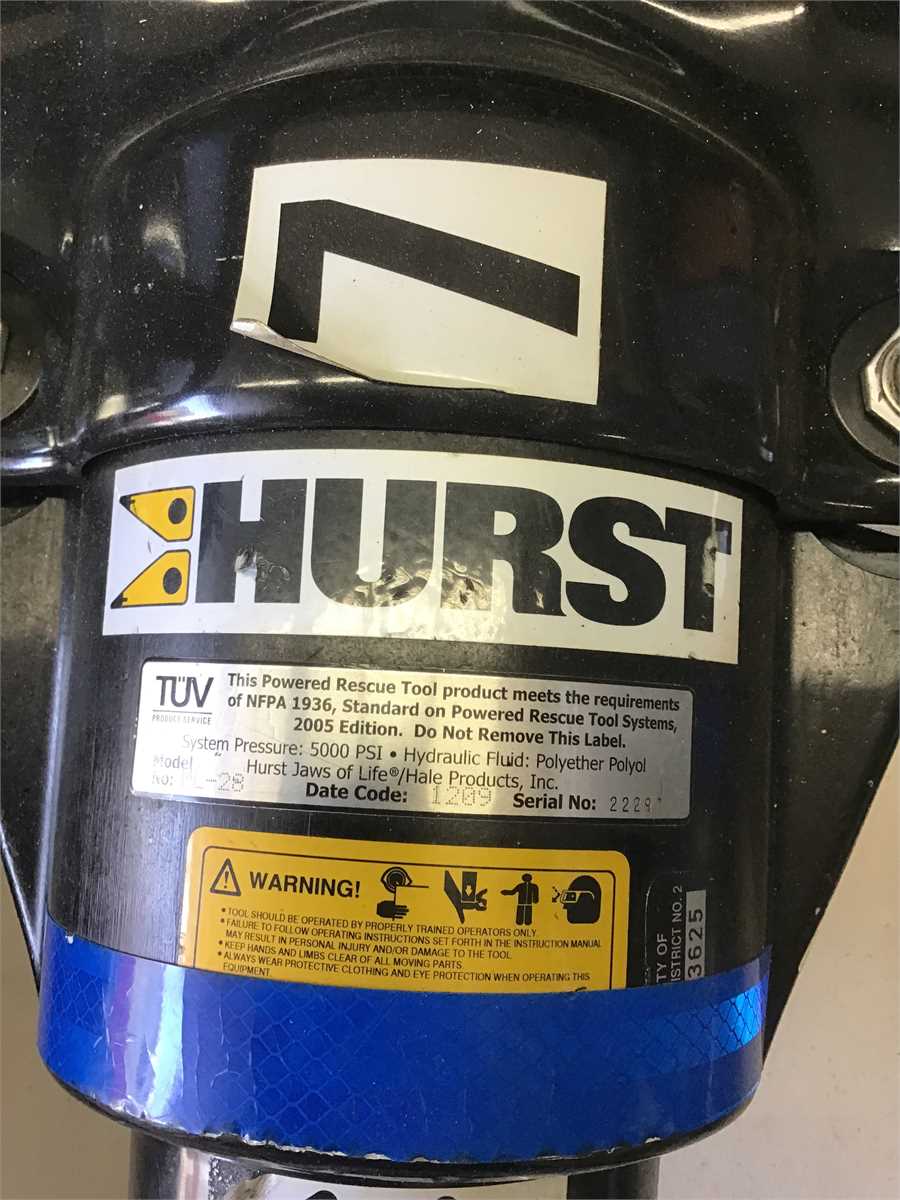 7
HURST
TÜV
PRODUCT SERVICE
This Powered Rescue Tool product meets the requirements
of NFPA 1936, Standard on Powered Rescue Tool Systems,
2005 Edition. Do Not Remove This Label.
System Pressure: 5000 PSI • Hydraulic Fluid: Polyether Polyol
Model
No: -28
Hurst Jaws of Life®/Hale Products, Inc.
Date Code: 1209 Serial No:
WARNING!
• TOOL SHOULD BE OPERATED BY PROPERLY TRAINED OPERATORS ONLY.
• FAILURE TO FOLLOW OPERATING INSTRUCTIONS SET FORTH IN THE INSTRUCTION MANUAL
MAY RESULT IN PERSONAL INJURY AND/OR DAMAGE TO THE TOOL.
• KEEP HANDS AND LIMBS CLEAR OF ALL MOVING PARTS.
• ALWAYS WEAR PROTECTIVE CLOTHING AND EYE PROTECTION WHEN OPERATING THIS
EQUIPMENT.
TY OF
ISTRICT NO. 2
3625